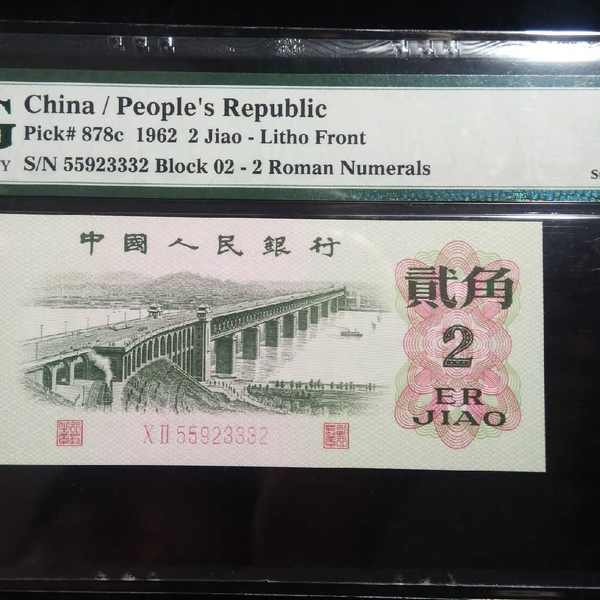 G China / People's Republic
Pick# 878c 1962 2 Jiao - Litho Front
Y S/N 55923332 Block 02 - 2 Roman Numerals
S
中國人民銀行
貳角
2
ER
JIAO
X II 55923332